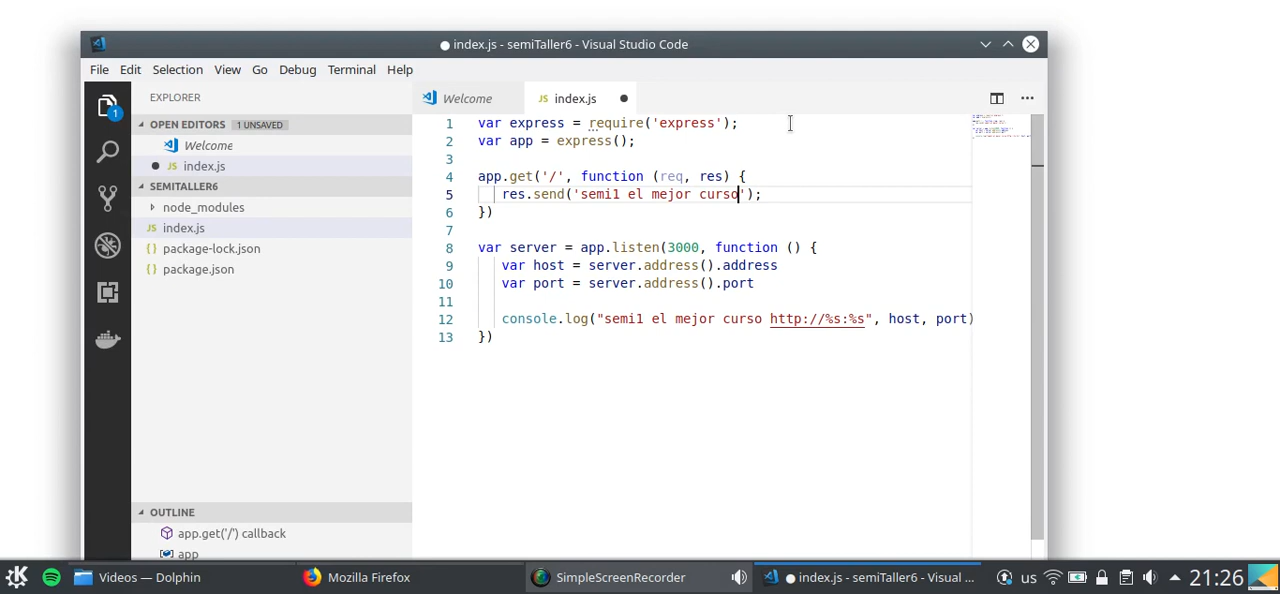 index.js - semiTaller6 - Visual Studio Code
File Edit Selection View Go Debug Terminal Help
EXPLORER
OPEN EDITORS 1 UNSAVED
Welcome
index.js
SEMITALLER6
node_modules
index.js
package-lock.json
package.json
OUTLINE
app.get('/') callback
app
1
Welcome index.js
1 var express = require('express');
2 var app = express();
3
4 app.get('/', function (req, res) {
5 res.send('semi1 el mejor curso');
6 })
7
8 var server = app.listen(3000, function () {
9 var host = server.address().address
10 var port = server.address().port
11
12 console.log("semi1 el mejor curso http://%s:%s", host, port)
13 })
Videos — Dolphin Mozilla Firefox SimpleScreenRecorder index.js - semiTaller6 - Visual ... us 21:26